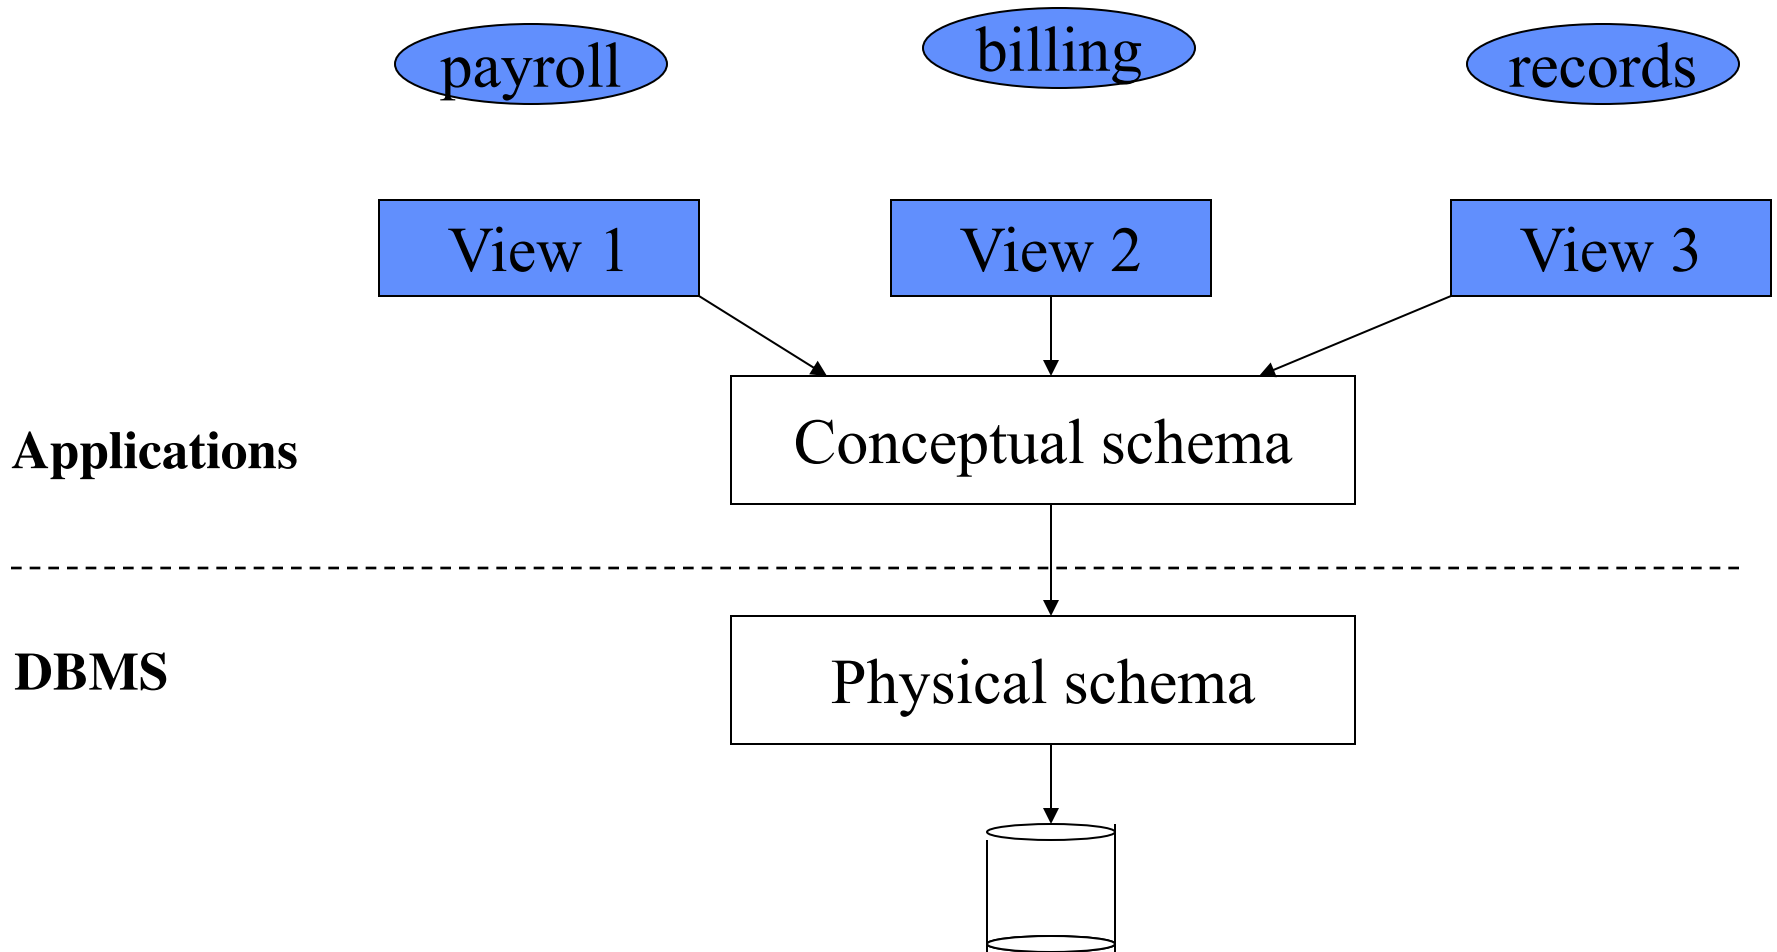 payroll
billing
records
View 1
View 2
View 3
Conceptual schema
Applications
Physical schema
DBMS